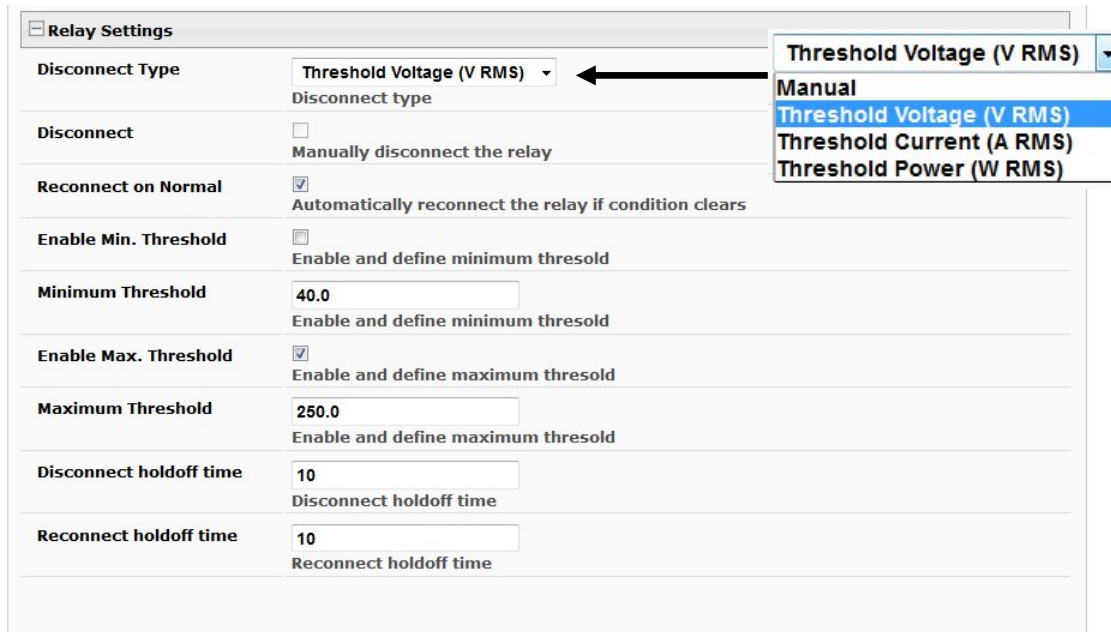 Relay Settings
Disconnect Type
Threshold Voltage (V RMS)
Disconnect type
Threshold Voltage (V RMS)
Manual
Threshold Voltage (V RMS)
Threshold Current (A RMS)
Threshold Power (W RMS)
Disconnect
Manually disconnect the relay
Reconnect on Normal
Automatically reconnect the relay if condition clears
Enable Min. Threshold
Enable and define minimum thresold
Minimum Threshold
40.0
Enable and define minimum thresold
Enable Max. Threshold
Enable and define maximum thresold
Maximum Threshold
250.0
Enable and define maximum thresold
Disconnect holdoff time
10
Disconnect holdoff time
Reconnect holdoff time
10
Reconnect holdoff time